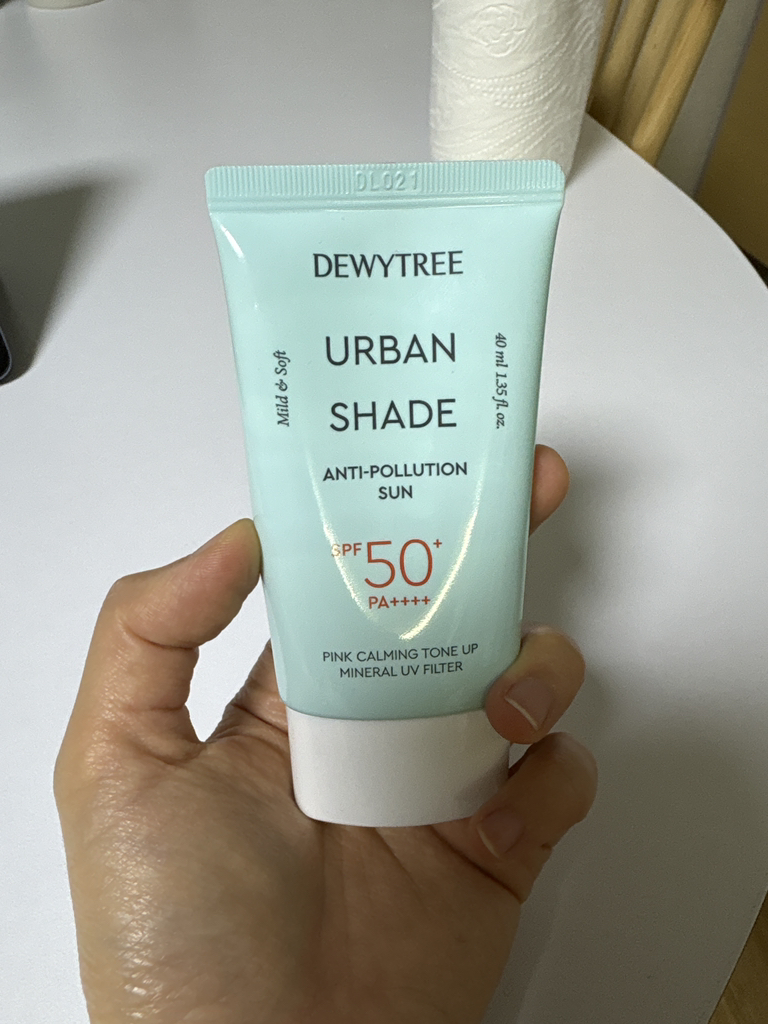 DL021
DEWYTREE
URBAN
SHADE
Mild & Soft
40 ml 1.35 fl. oz.
ANTI-POLLUTION
SUN
SPF 50+
PA++++
PINK CALMING TONE UP
MINERAL UV FILTER